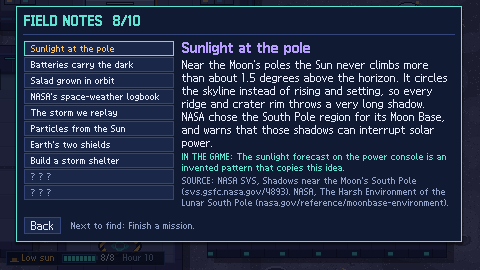 FIELD NOTES 8/10
Sunlight at the pole
Batteries carry the dark
Salad grown in orbit
NASA's space-weather logbook
The storm we replay
Particles from the Sun
Earth's two shields
Build a storm shelter
? ? ?
? ? ?
Sunlight at the pole
Near the Moon's poles the Sun never climbs more
than about 1.5 degrees above the horizon. It circles
the skyline instead of rising and setting, so every
ridge and crater rim throws a very long shadow.
NASA chose the South Pole region for its Moon Base,
and warns that those shadows can interrupt solar
power.
IN THE GAME: The sunlight forecast on the power console is an
invented pattern that copies this idea.
SOURCE: NASA SVS, Shadows near the Moon's South Pole
(svs.gsfc.nasa.gov/4893). NASA, The Harsh Environment of the
Lunar South Pole (nasa.gov/reference/moonbase-environment).
Back
Next to find: Finish a mission.
Low sun
8/8
Hour 10